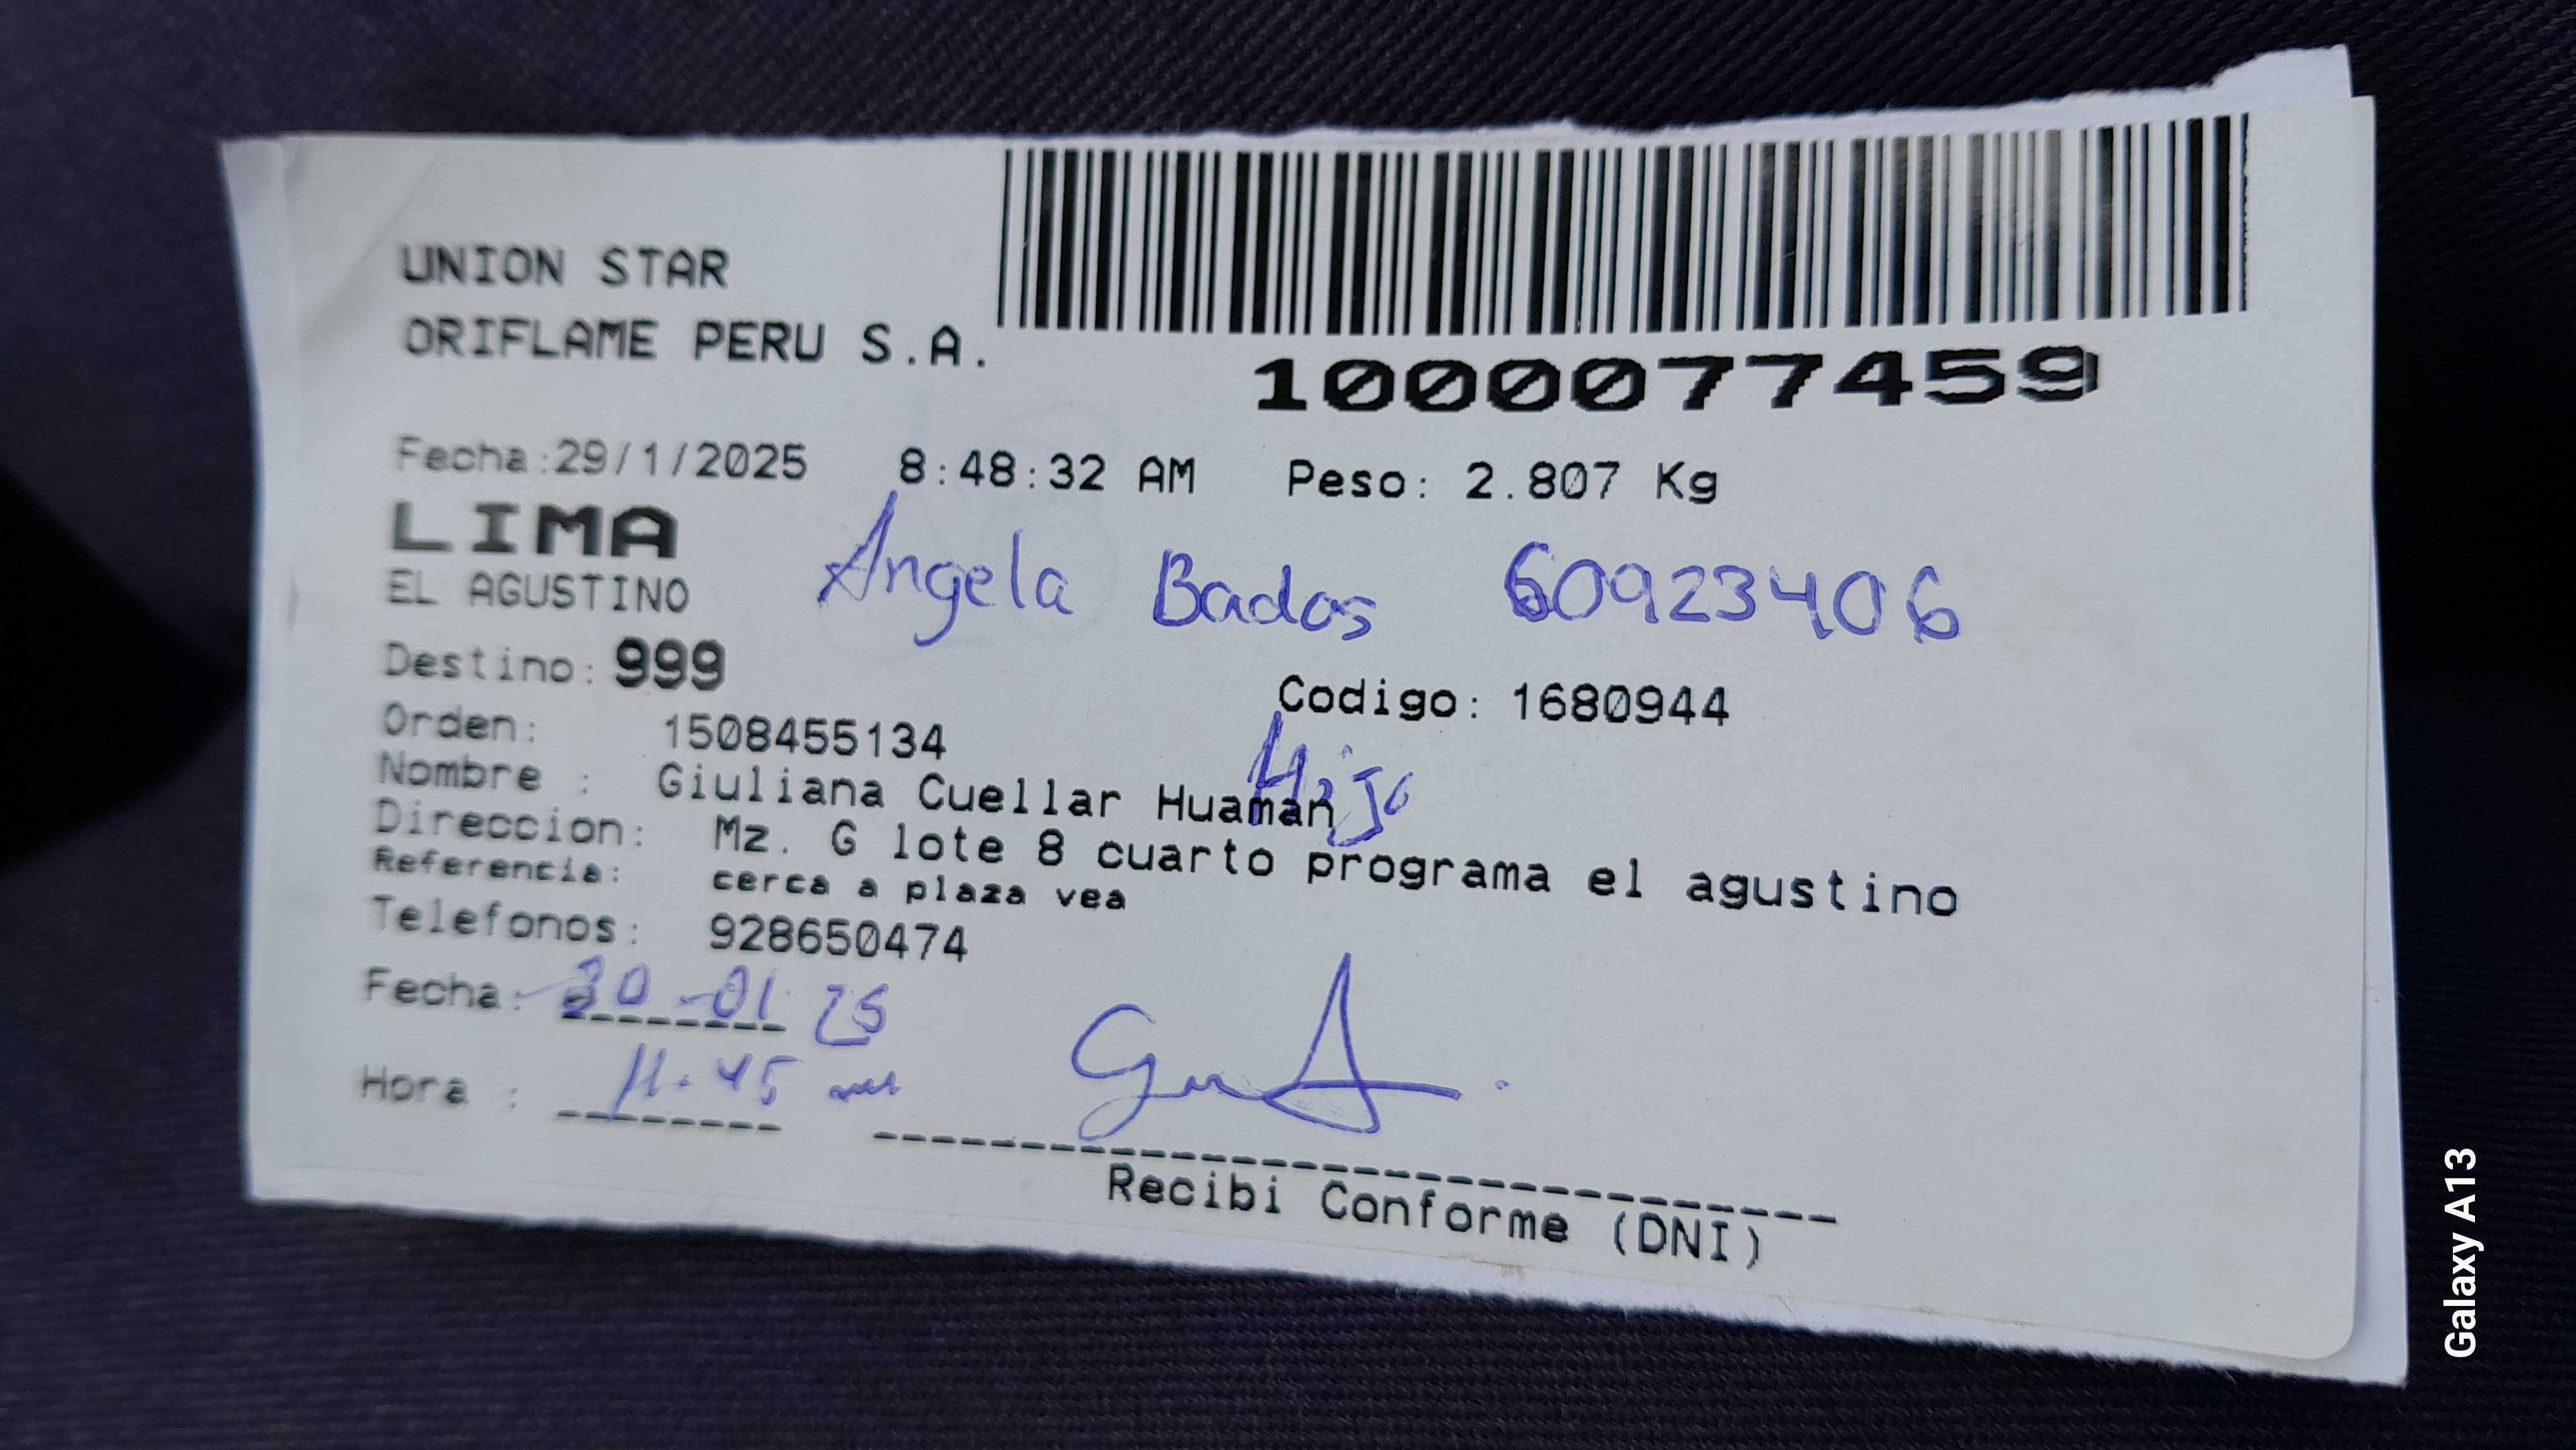 UNION STAR
ORIFLAME PERU S.A.
1000077459
Fecha:29/1/2025 8:48:32 AM Peso: 2.807 Kg
LIMA
EL AGUSTINO
Angela Bados 60923406
Destino: 999
Codigo: 1680944
Orden: 1508455134
Hija
Nombre : Giuliana Cuellar Huaman
Direccion: Mz. G lote 8 cuarto programa el agustino
Referencia: cerca a plaza vea
Telefonos: 928650474
Fecha: 30-01 25
Hora : 11.45
Recibi Conforme (DNI)
Galaxy A13